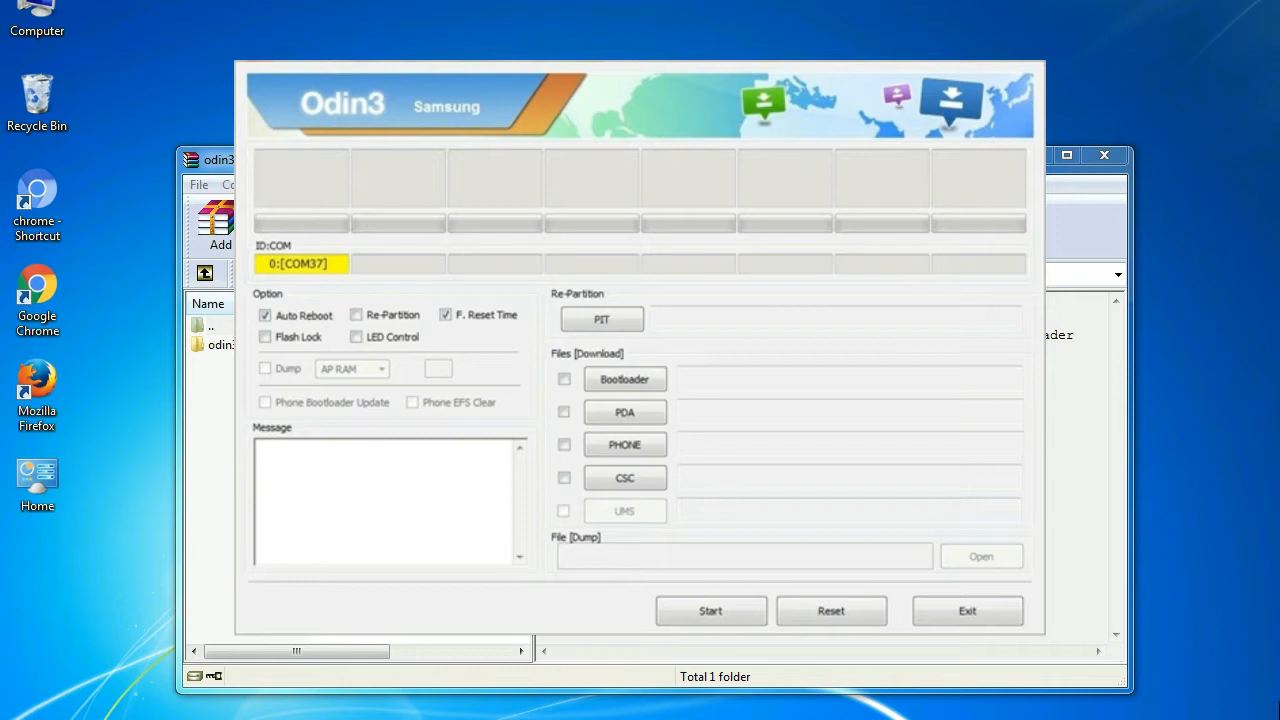 Computer
Recycle Bin
chrome -
Shortcut
Google
Chrome
Mozilla
Firefox
Home
odin3
File Co
Add
Name
..
odin3
ader
Total 1 folder
Odin3 Samsung
ID:COM
0:[COM37]
Option
Auto Reboot
Re-Partition
F. Reset Time
Flash Lock
LED Control
Dump
AP RAM
Phone Bootloader Update
Phone EFS Clear
Message
Re-Partition
PIT
Files [Download]
Bootloader
PDA
PHONE
CSC
UMS
File [Dump]
Open
Start
Reset
Exit